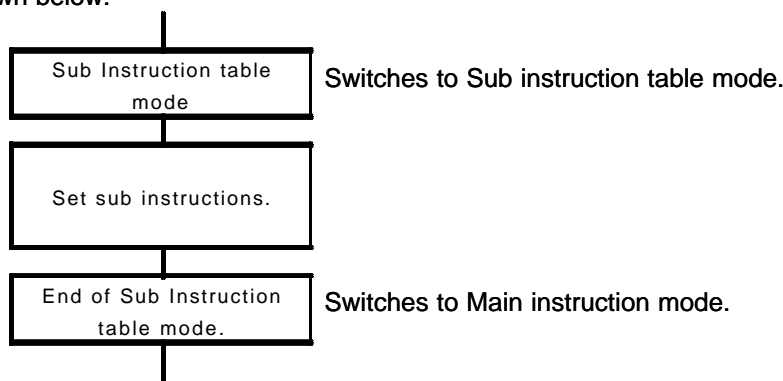 wn below.
Sub Instruction table
mode
Switches to Sub instruction table mode.
Set sub instructions.
End of Sub Instruction
table mode.
Switches to Main instruction mode.